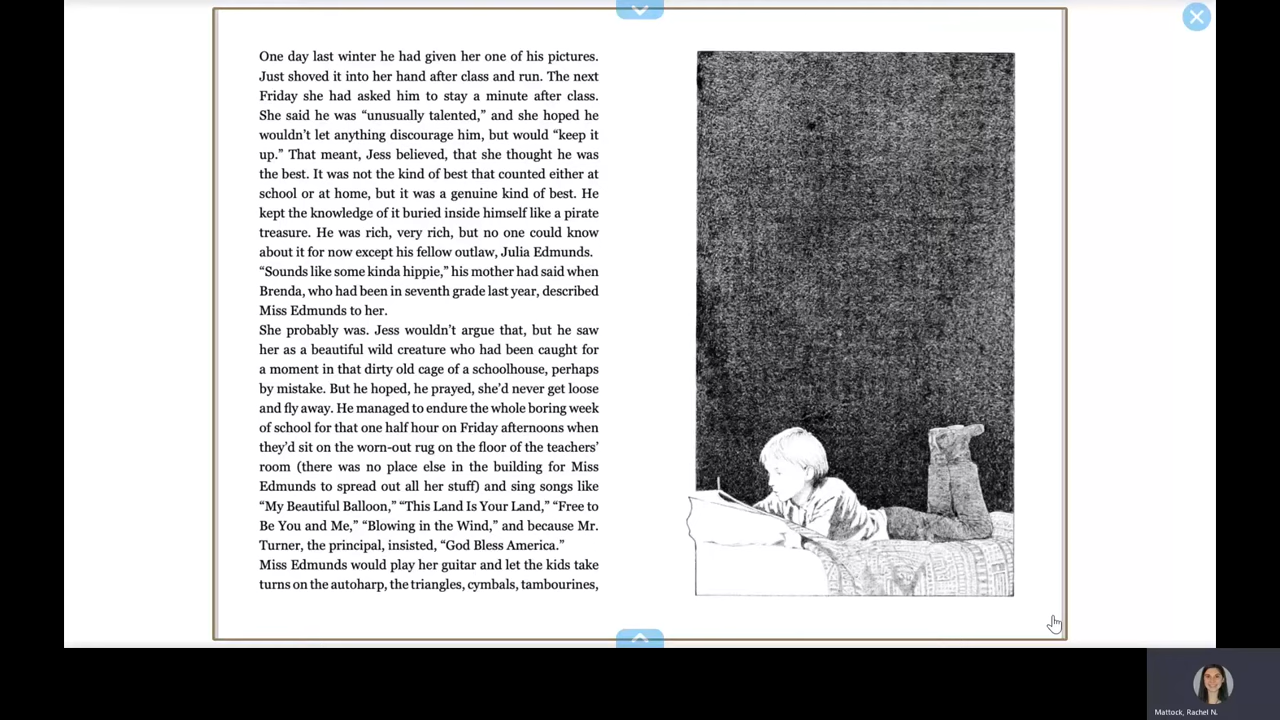 One day last winter he had given her one of his pictures.
Just shoved it into her hand after class and run. The next
Friday she had asked him to stay a minute after class.
She said he was “unusually talented,” and she hoped he
wouldn’t let anything discourage him, but would “keep it
up.” That meant, Jess believed, that she thought he was
the best. It was not the kind of best that counted either at
school or at home, but it was a genuine kind of best. He
kept the knowledge of it buried inside himself like a pirate
treasure. He was rich, very rich, but no one could know
about it for now except his fellow outlaw, Julia Edmunds.
“Sounds like some kinda hippie,” his mother had said when
Brenda, who had been in seventh grade last year, described
Miss Edmunds to her.
She probably was. Jess wouldn’t argue that, but he saw
her as a beautiful wild creature who had been caught for
a moment in that dirty old cage of a schoolhouse, perhaps
by mistake. But he hoped, he prayed, she’d never get loose
and fly away. He managed to endure the whole boring week
of school for that one half hour on Friday afternoons when
they’d sit on the worn-out rug on the floor of the teachers’
room (there was no place else in the building for Miss
Edmunds to spread out all her stuff) and sing songs like
“My Beautiful Balloon,” “This Land Is Your Land,” “Free to
Be You and Me,” “Blowing in the Wind,” and because Mr.
Turner, the principal, insisted, “God Bless America.”
Miss Edmunds would play her guitar and let the kids take
turns on the autoharp, the triangles, cymbals, tambourines,
Mattock, Rachel N.